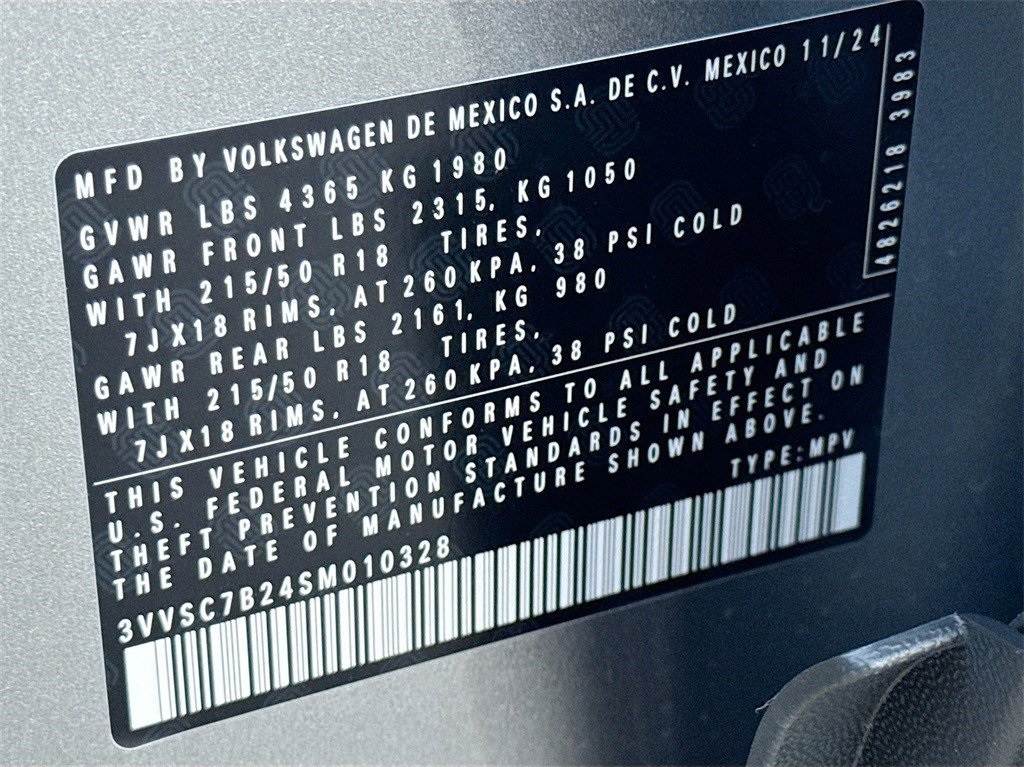 MFD BY VOLKSWAGEN DE MEXICO S.A. DE C.V. MEXICO 11/24
GVWR LBS 4365 KG 1980
GAWR FRONT LBS 2315, KG 1050
WITH 215/50 R18 TIRES,
7JX18 RIMS, AT 260 KPA, 38 PSI COLD
GAWR REAR LBS 2161, KG 980
WITH 215/50 R18 TIRES,
7JX18 RIMS, AT 260 KPA, 38 PSI COLD
4826218 3983
THIS VEHICLE CONFORMS TO ALL APPLICABLE
U.S. FEDERAL MOTOR VEHICLE SAFETY AND
THEFT PREVENTION STANDARDS IN EFFECT ON
THE DATE OF MANUFACTURE SHOWN ABOVE.
TYPE: MPV
3VVSC7B24SM010328